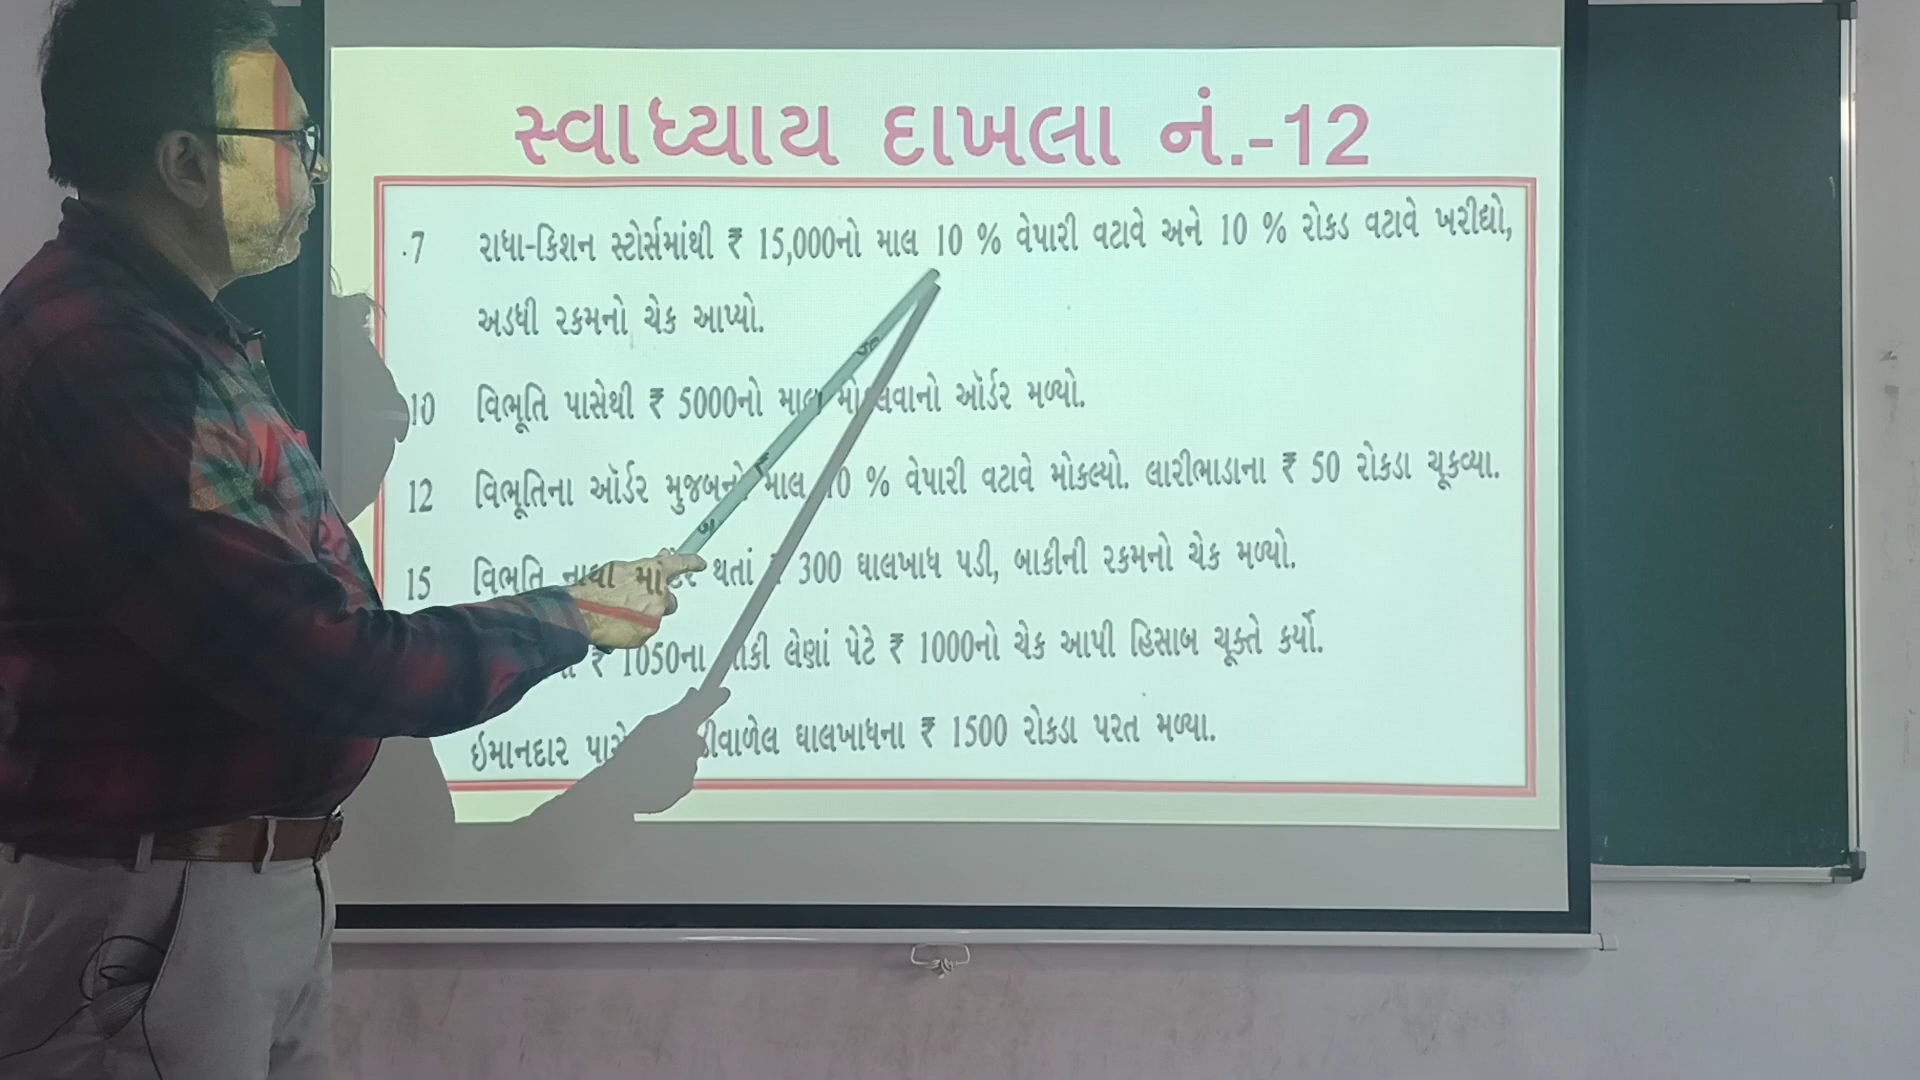 સ્વાધ્યાય દાખલા નં.-12
7 રાધા-કિશન સ્ટોર્સમાંથી ₹ 15,000નો માલ 10 % વેપારી વટાવે અને 10 % રોકડ વટાવે ખરીદ્યો,
અડધી રકમનો ચેક આપ્યો.
10 વિભૂતિ પાસેથી ₹ 5000નો માલ મોકલવાનો ઑર્ડર મળ્યો.
12 વિભૂતિના ઑર્ડર મુજબનો માલ 10 % વેપારી વટાવે મોકલ્યો. લારીભાડાના ₹ 50 રોકડા ચૂકવ્યા.
15 વિભૂતિ થતાં 300 ઘાલખાધ પડી, બાકીની રકમનો ચેક મળ્યો.
₹ 1050ના બાકી લેણાં પેટે ₹ 1000નો ચેક આપી હિસાબ ચૂક્તે કર્યો.
ઇમાનદાર ઘાલખાધના ₹ 1500 રોકડા પરત મળ્યા.